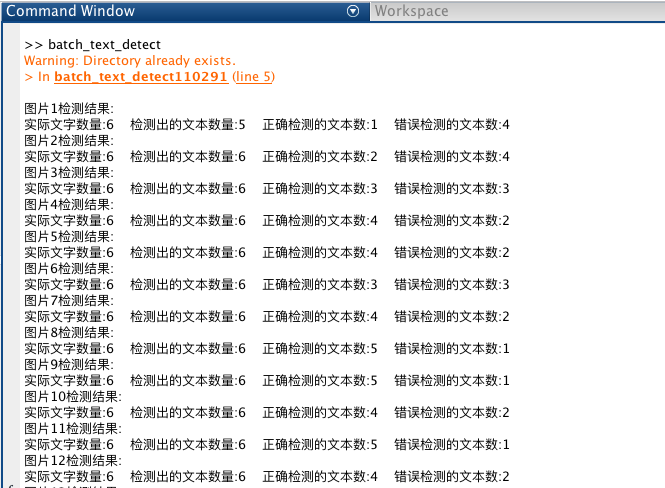 Command Window
Workspace
>> batch_text_detect
Warning: Directory already exists.
> In batch_text_detect110291 (line 5)
图片1检测结果:
实际文字数量:6 检测出的文本数量:5 正确检测的文本数:1 错误检测的文本数:4
图片2检测结果:
实际文字数量:6 检测出的文本数量:6 正确检测的文本数:2 错误检测的文本数:4
图片3检测结果:
实际文字数量:6 检测出的文本数量:6 正确检测的文本数:3 错误检测的文本数:3
图片4检测结果:
实际文字数量:6 检测出的文本数量:6 正确检测的文本数:4 错误检测的文本数:2
图片5检测结果:
实际文字数量:6 检测出的文本数量:6 正确检测的文本数:4 错误检测的文本数:2
图片6检测结果:
实际文字数量:6 检测出的文本数量:6 正确检测的文本数:3 错误检测的文本数:3
图片7检测结果:
实际文字数量:6 检测出的文本数量:6 正确检测的文本数:4 错误检测的文本数:2
图片8检测结果:
实际文字数量:6 检测出的文本数量:6 正确检测的文本数:5 错误检测的文本数:1
图片9检测结果:
实际文字数量:6 检测出的文本数量:6 正确检测的文本数:5 错误检测的文本数:1
图片10检测结果:
实际文字数量:6 检测出的文本数量:6 正确检测的文本数:4 错误检测的文本数:2
图片11检测结果:
实际文字数量:6 检测出的文本数量:6 正确检测的文本数:5 错误检测的文本数:1
图片12检测结果:
实际文字数量:6 检测出的文本数量:6 正确检测的文本数:4 错误检测的文本数:2